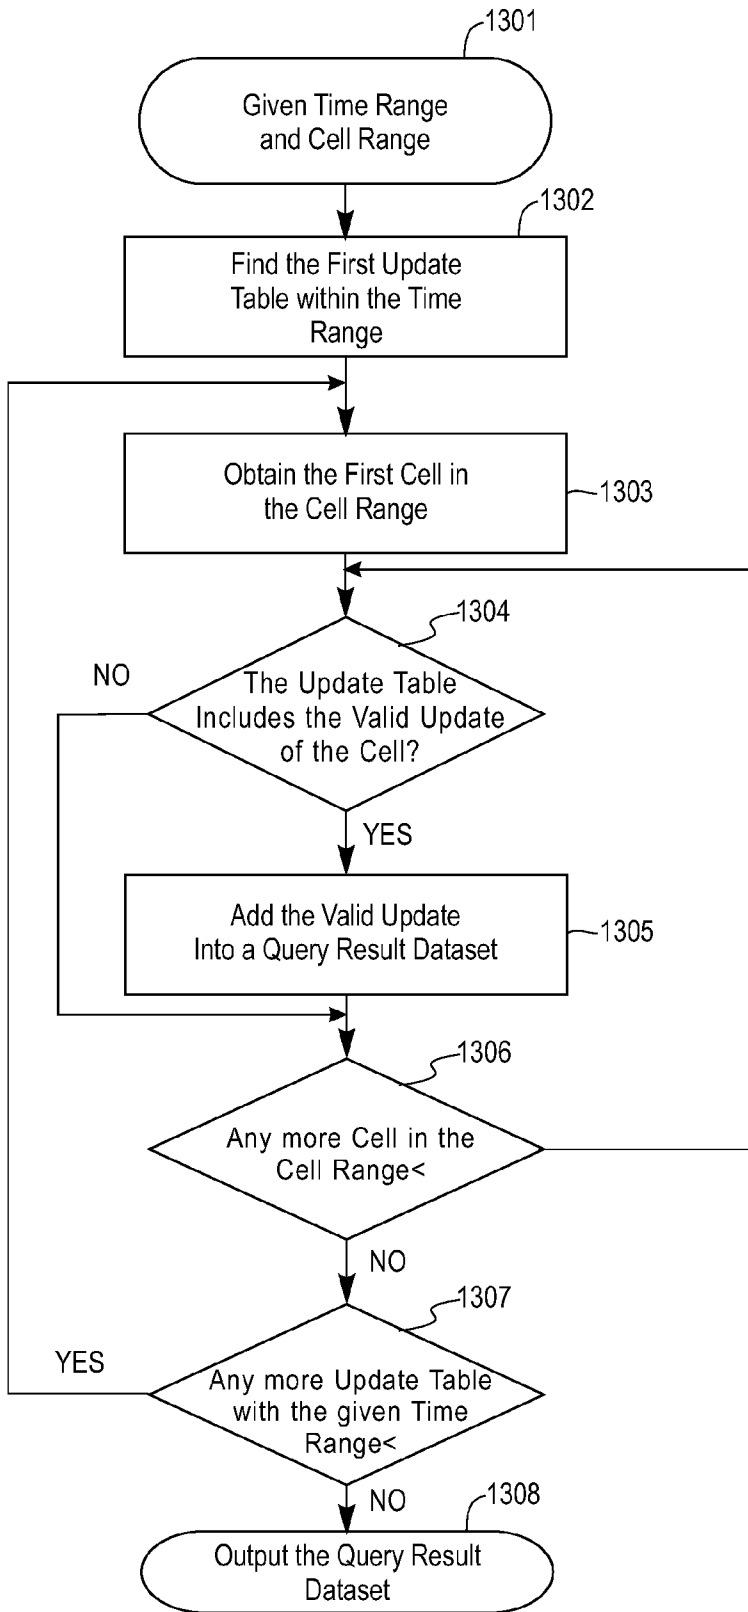 1301
Given Time Range
and Cell Range
1302
Find the First Update
Table within the Time
Range
Obtain the First Cell in
the Cell Range
1303
1304
NO
The Update Table
Includes the Valid Update
of the Cell?
YES
Add the Valid Update
Into a Query Result Dataset
1305
1306
Any more Cell in the
Cell Range<
NO
1307
YES
Any more Update Table
with the given Time
Range<
NO
1308
Output the Query Result
Dataset